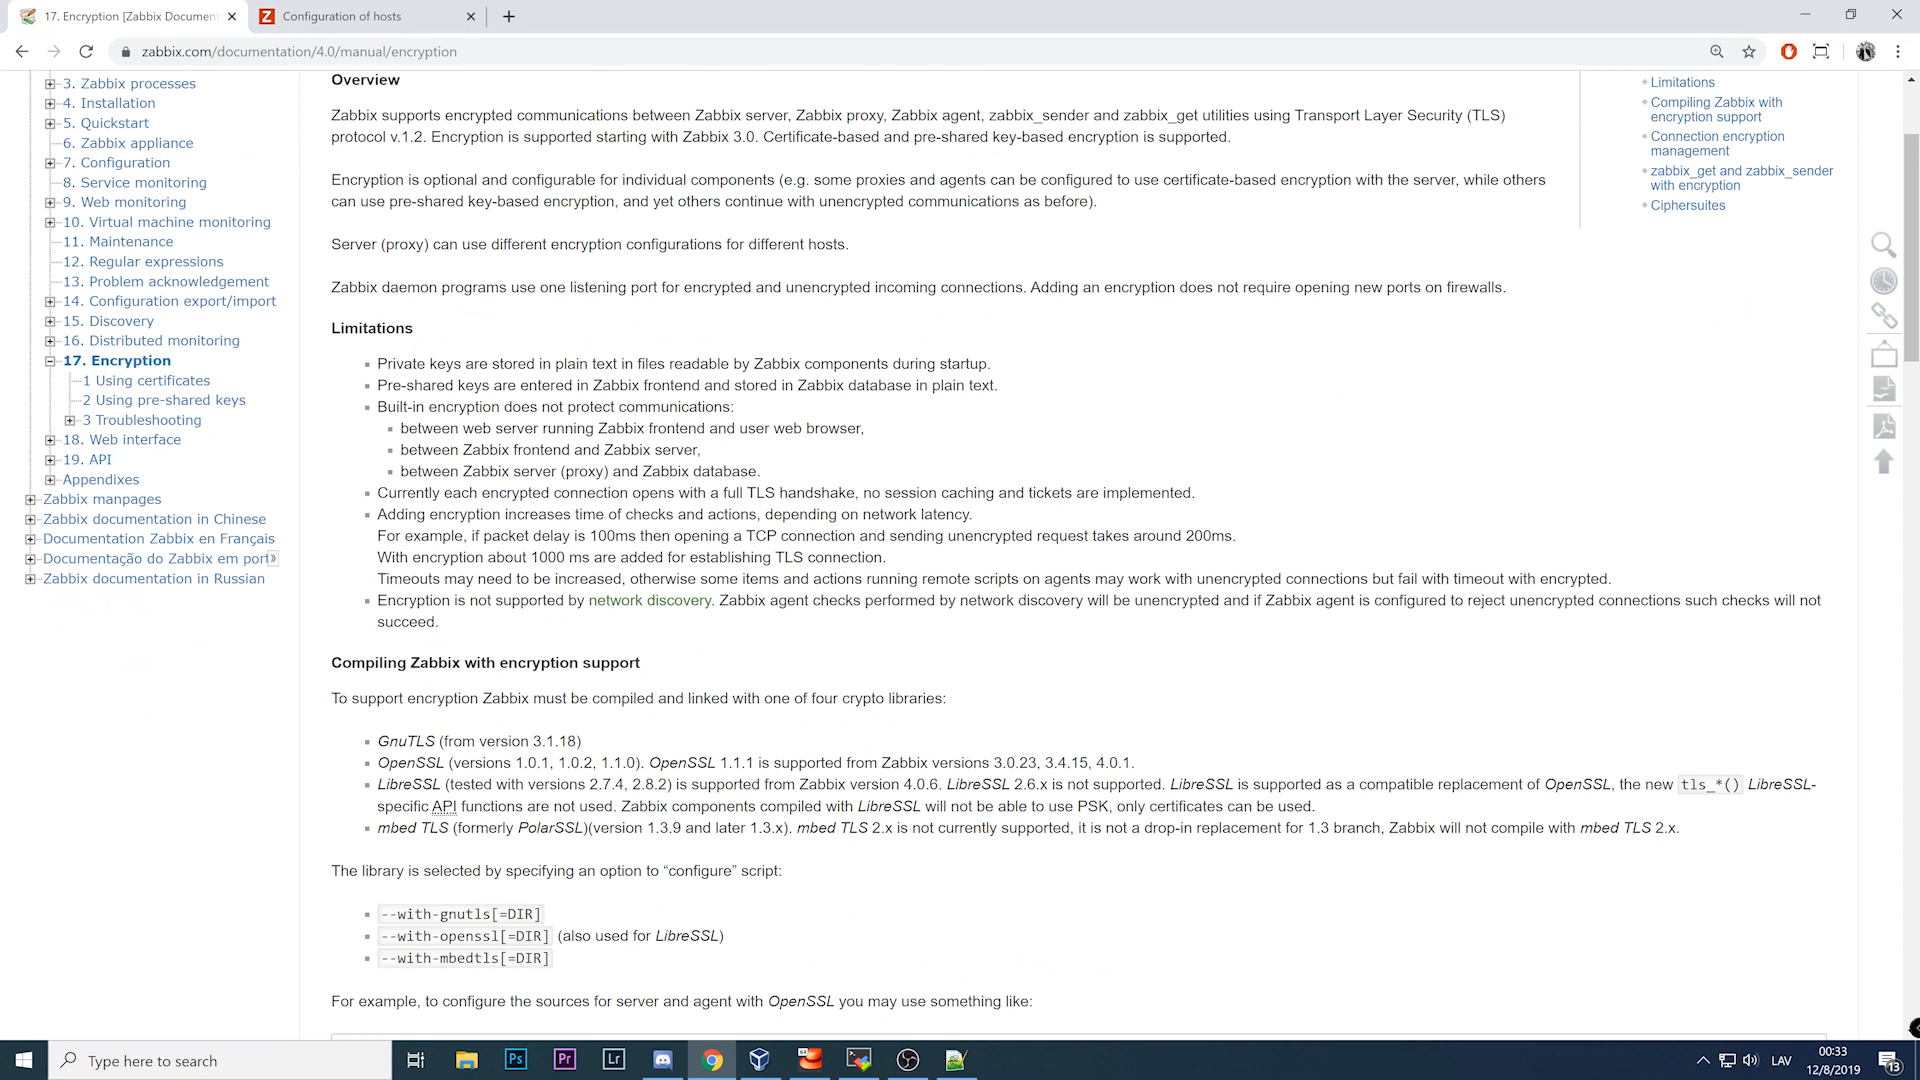 17. Encryption [Zabbix Document
Configuration of hosts
zabbix.com/documentation/4.0/manual/encryption
3. Zabbix processes
4. Installation
5. Quickstart
6. Zabbix appliance
7. Configuration
8. Service monitoring
9. Web monitoring
10. Virtual machine monitoring
11. Maintenance
12. Regular expressions
13. Problem acknowledgement
14. Configuration export/import
15. Discovery
16. Distributed monitoring
17. Encryption
1 Using certificates
2 Using pre-shared keys
3 Troubleshooting
18. Web interface
19. API
Appendixes
Zabbix manpages
Zabbix documentation in Chinese
Documentation Zabbix en Français
Documentação do Zabbix em port
Zabbix documentation in Russian
Overview
Zabbix supports encrypted communications between Zabbix server, Zabbix proxy, Zabbix agent, zabbix_sender and zabbix_get utilities using Transport Layer Security (TLS)
protocol v.1.2. Encryption is supported starting with Zabbix 3.0. Certificate-based and pre-shared key-based encryption is supported.
Encryption is optional and configurable for individual components (e.g. some proxies and agents can be configured to use certificate-based encryption with the server, while others
can use pre-shared key-based encryption, and yet others continue with unencrypted communications as before).
Server (proxy) can use different encryption configurations for different hosts.
Zabbix daemon programs use one listening port for encrypted and unencrypted incoming connections. Adding an encryption does not require opening new ports on firewalls.
Limitations
Private keys are stored in plain text in files readable by Zabbix components during startup.
Pre-shared keys are entered in Zabbix frontend and stored in Zabbix database in plain text.
Built-in encryption does not protect communications:
between web server running Zabbix frontend and user web browser,
between Zabbix frontend and Zabbix server,
between Zabbix server (proxy) and Zabbix database.
Currently each encrypted connection opens with a full TLS handshake, no session caching and tickets are implemented.
Adding encryption increases time of checks and actions, depending on network latency.
For example, if packet delay is 100ms then opening a TCP connection and sending unencrypted request takes around 200ms.
With encryption about 1000 ms are added for establishing TLS connection.
Timeouts may need to be increased, otherwise some items and actions running remote scripts on agents may work with unencrypted connections but fail with timeout with encrypted.
Encryption is not supported by network discovery. Zabbix agent checks performed by network discovery will be unencrypted and if Zabbix agent is configured to reject unencrypted connections such checks will not
succeed.
Compiling Zabbix with encryption support
To support encryption Zabbix must be compiled and linked with one of four crypto libraries:
GnuTLS (from version 3.1.18)
OpenSSL (versions 1.0.1, 1.0.2, 1.1.0). OpenSSL 1.1.1 is supported from Zabbix versions 3.0.23, 3.4.15, 4.0.1.
LibreSSL (tested with versions 2.7.4, 2.8.2) is supported from Zabbix version 4.0.6. LibreSSL 2.6.x is not supported. LibreSSL is supported as a compatible replacement of OpenSSL, the new tls_*() LibreSSL-
specific API functions are not used. Zabbix components compiled with LibreSSL will not be able to use PSK, only certificates can be used.
mbed TLS (formerly PolarSSL)(version 1.3.9 and later 1.3.x). mbed TLS 2.x is not currently supported, it is not a drop-in replacement for 1.3 branch, Zabbix will not compile with mbed TLS 2.x.
The library is selected by specifying an option to “configure” script:
--with-gnutls[=DIR]
--with-openssl[=DIR] (also used for LibreSSL)
--with-mbedtls[=DIR]
For example, to configure the sources for server and agent with OpenSSL you may use something like:
Limitations
Compiling Zabbix with
encryption support
Connection encryption
management
zabbix_get and zabbix_sender
with encryption
Ciphersuites
Type here to search
Ps
Pr
Lr
64
LAV
00:33
12/8/2019
13